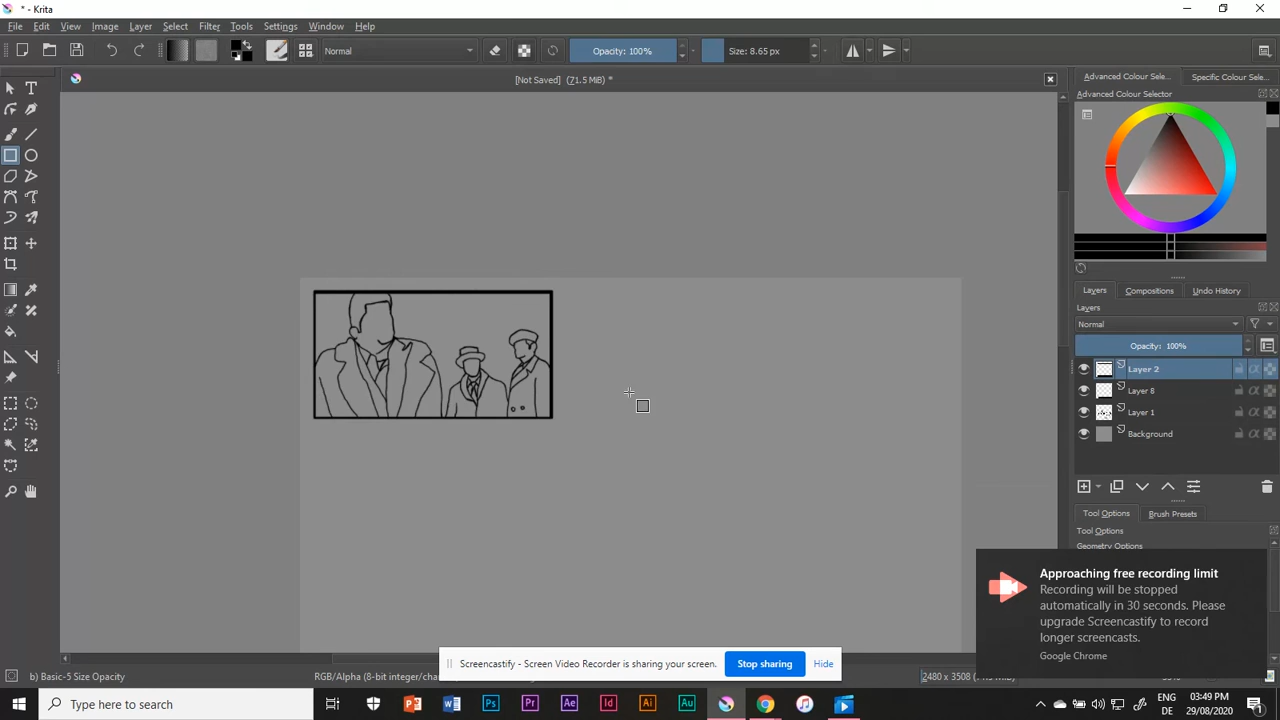 * - Krita
File Edit View Image Layer Select Filter Tools Settings Window Help
Normal Opacity: 100% Size: 8.65 px
[Not Saved] (71.5 MiB) *
Advanced Colour Sele... Specific Colour Sele...
Advanced Colour Selector
Layers Compositions Undo History
Layers
Normal
Opacity: 100%
Layer 2
Layer 8
Layer 1
Background
Tool Options Brush Presets
Tool Options
Geometry Options
Approaching free recording limit
Recording will be stopped
automatically in 30 seconds. Please
upgrade Screencastify to record
longer screencasts.
Google Chrome
Screencastify - Screen Video Recorder is sharing your screen. Stop sharing Hide
b) Basic-5 Size Opacity RGB/Alpha (8-bit integer/chan 2480 x 3508
Type here to search
ENG 03:49 PM
DE 29/08/2020